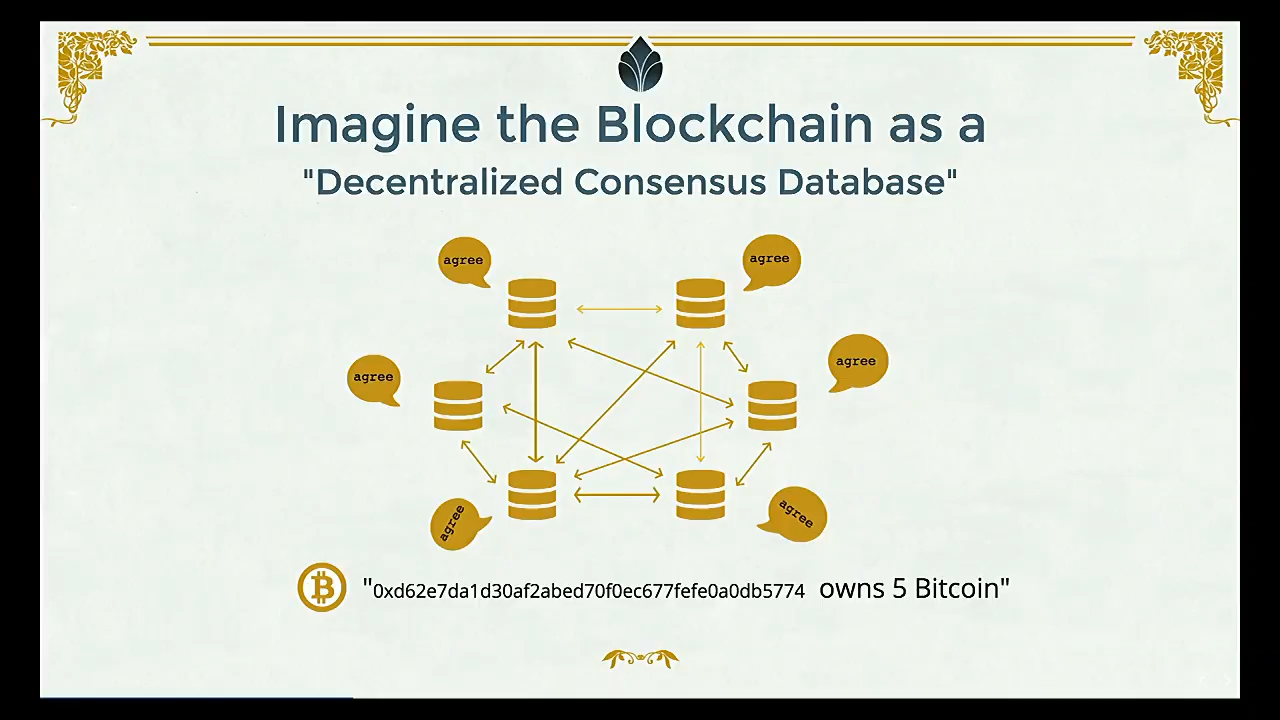 Imagine the Blockchain as a
"Decentralized Consensus Database"
agree
agree
agree
agree
agree
agree
"0xd62e7da1d30af2abed70f0ec677fefe0a0db5774 owns 5 Bitcoin"